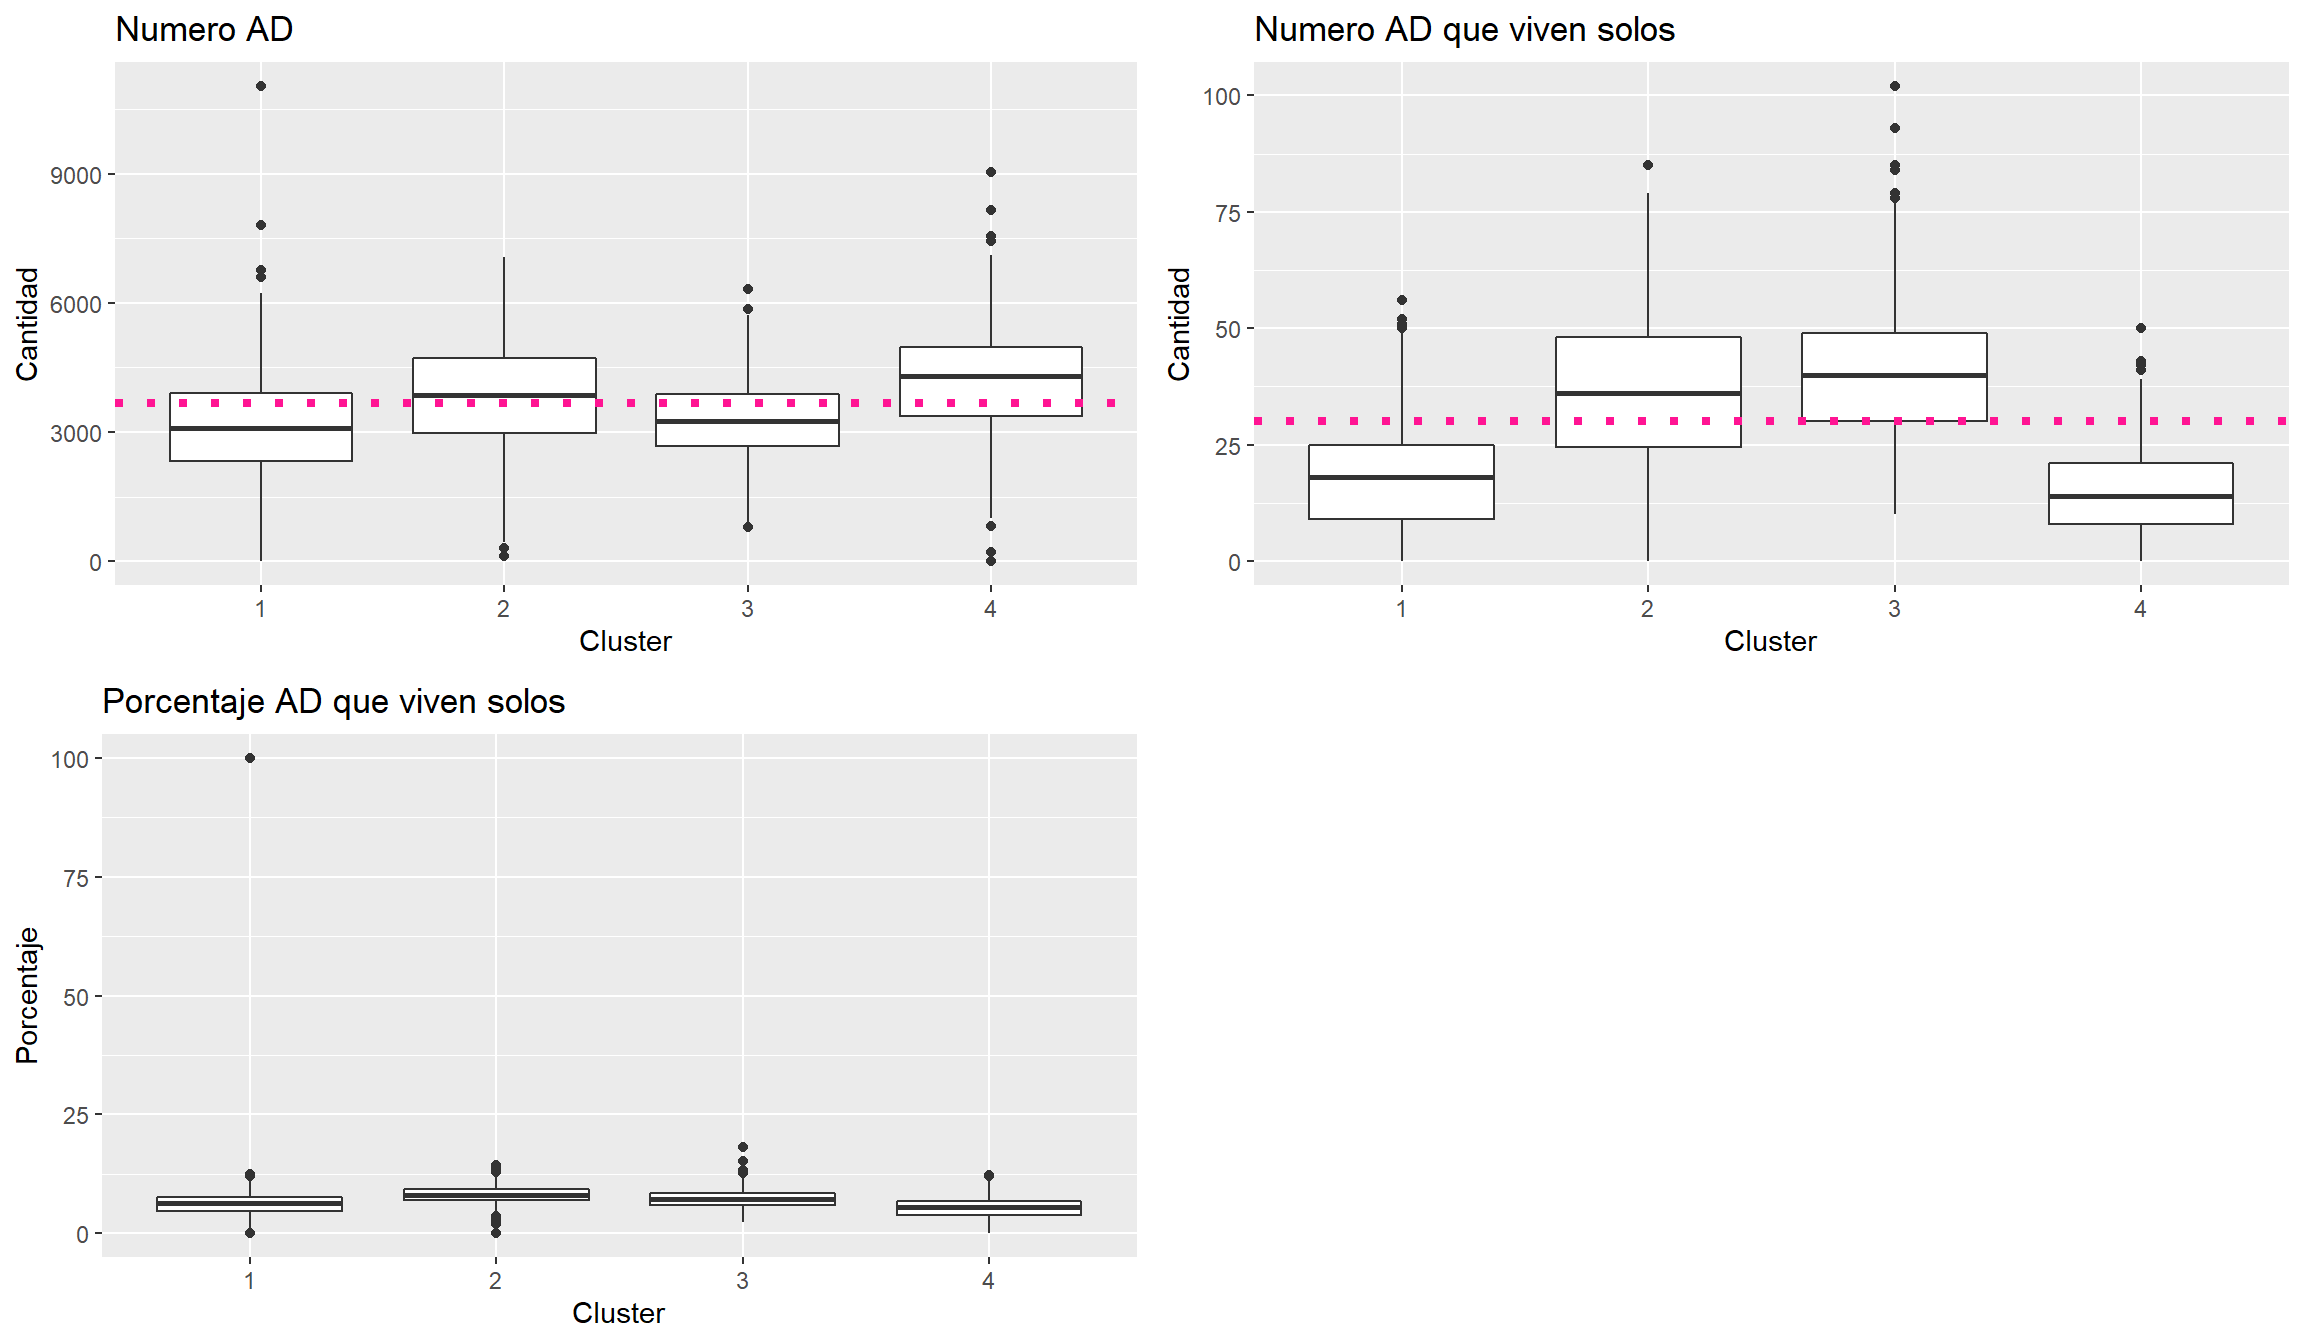 Numero AD
Cantidad
9000
6000
3000
0
1 2 3 4
Cluster
Numero AD que viven solos
Cantidad
100
75
50
25
0
1 2 3 4
Cluster
Porcentaje AD que viven solos
Porcentaje
100
75
50
25
0
1 2 3 4
Cluster